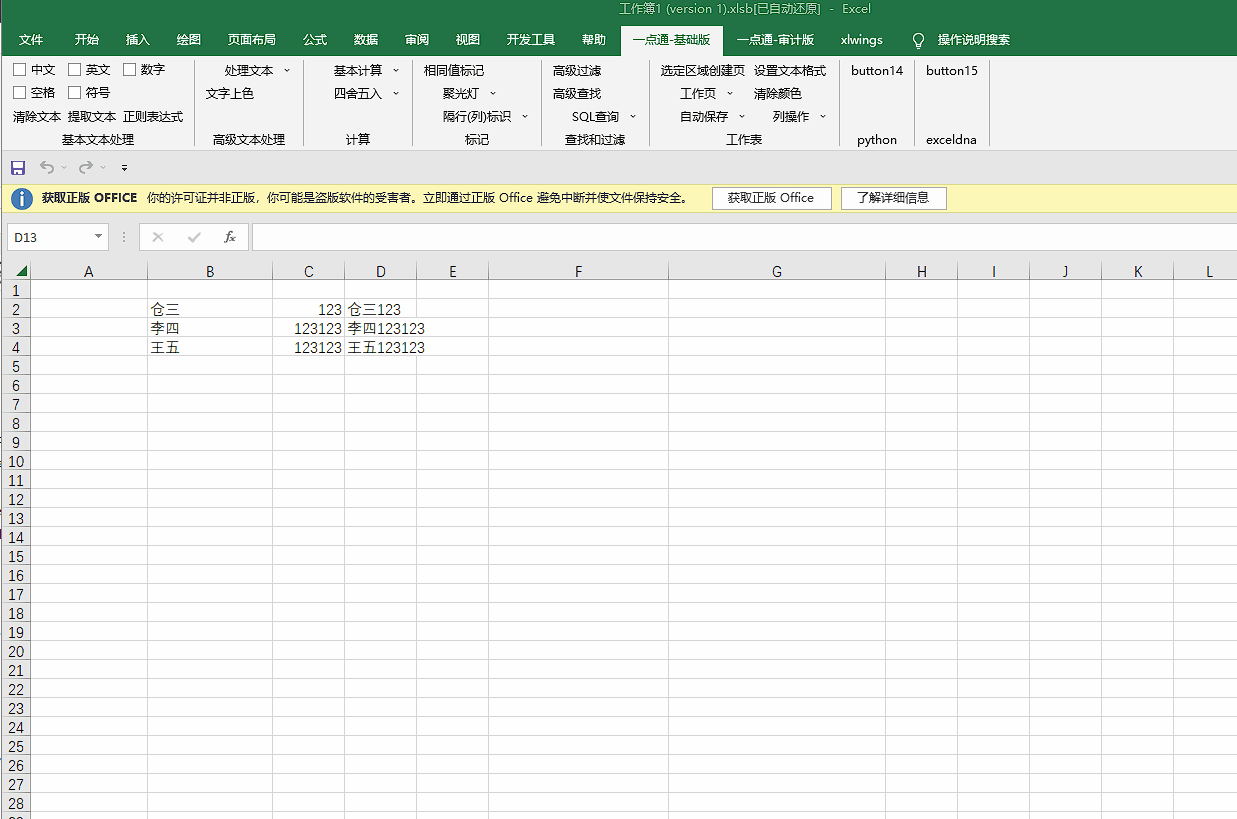 工作簿1 (version 1).xlsb[已自动还原] - Excel
文件 开始 插入 绘图 页面布局 公式 数据 审阅 视图 开发工具 帮助 一点通-基础版 一点通-审计版 xlwings 操作说明搜索
中文 英文 数字 处理文本 基本计算 相同值标记 高级过滤 选定区域创建页 设置文本格式 button14 button15
空格 符号 文字上色 四舍五入 聚光灯 高级查找 工作页 清除颜色
清除文本 提取文本 正则表达式 隔行(列)标识 SQL查询 自动保存 列操作
基本文本处理 高级文本处理 计算 标记 查找和过滤 工作表 python exceldna
获取正版 OFFICE 你的许可证并非正版，你可能是盗版软件的受害者。立即通过正版 Office 避免中断并使文件保持安全。 获取正版 Office 了解详细信息
D13 fx
A B C D E F G H I J K L
1
2 仓三 123 仓三123
3 李四 123123 李四123123
4 王五 123123 王五123123
5
6
7
8
9
10
11
12
13
14
15
16
17
18
19
20
21
22
23
24
25
26
27
28